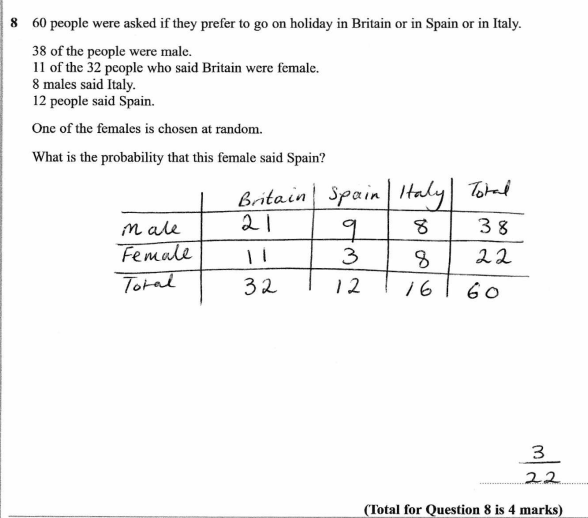 8 60 people were asked if they prefer to go on holiday in Britain or in Spain or in Italy.
38 of the people were male.
11 of the 32 people who said Britain were female.
8 males said Italy.
12 people said Spain.
One of the females is chosen at random.
What is the probability that this female said Spain?
Britain Spain Italy Total
Male 21 9 8 38
Female 11 3 8 22
Total 32 12 16 60
3
22
(Total for Question 8 is 4 marks)